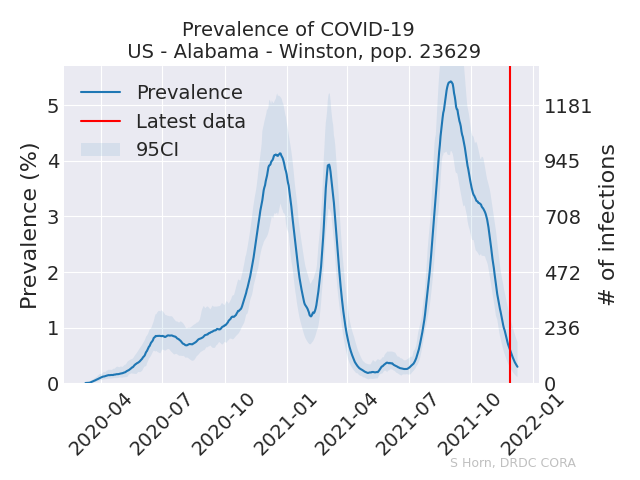 Prevalence of COVID-19
US - Alabama - Winston, pop. 23629
Prevalence
Latest data
95CI
Prevalence (%)
5
4
3
2
1
0
1181
945
708
472
236
0
# of infections
2020-04
2020-07
2020-10
2021-01
2021-04
2021-07
2021-10
2022-01
S Horn, DRDC CORA